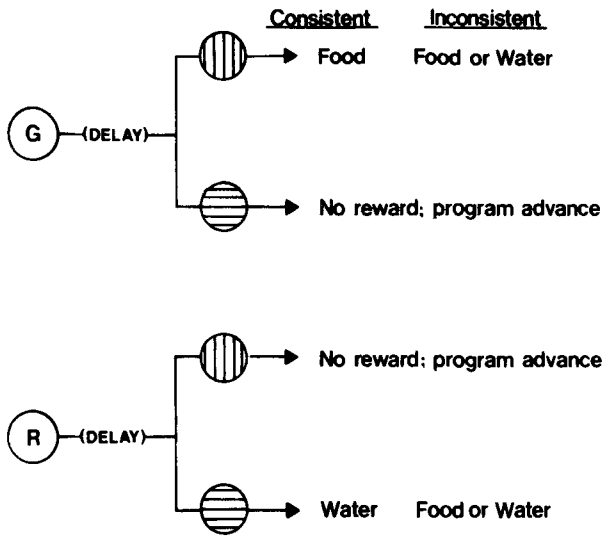 Consistent Inconsistent
Food Food or Water
G (DELAY)
No reward; program advance
No reward; program advance
R (DELAY)
Water Food or Water